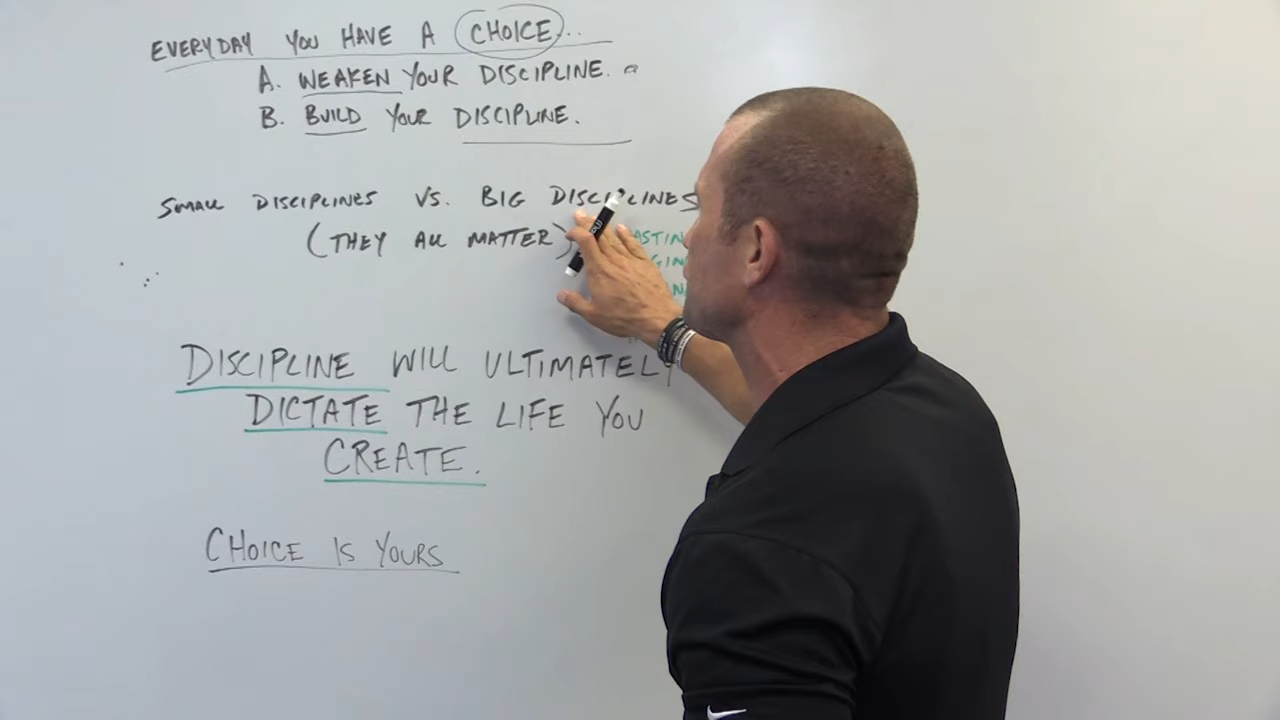 EVERYDAY YOU HAVE A CHOICE...
A. WEAKEN YOUR DISCIPLINE.
B. BUILD YOUR DISCIPLINE.
SMALL DISCIPLINES VS. BIG DISCIPLINES
(THEY ALL MATTER)
DISCIPLINE WILL ULTIMATELY
DICTATE THE LIFE YOU
CREATE.
CHOICE IS YOURS